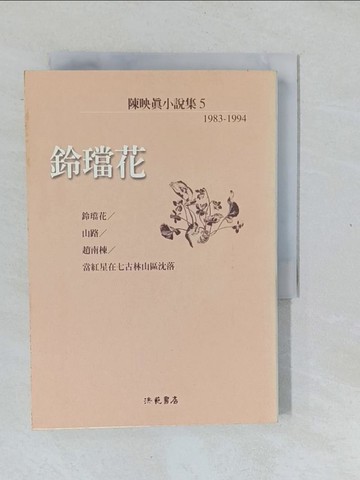 陳映眞小說集 5
1983-1994
鈴璫花
鈴璫花／
山路／
趙南棟／
當紅星在七古林山區沈落
洪範書店